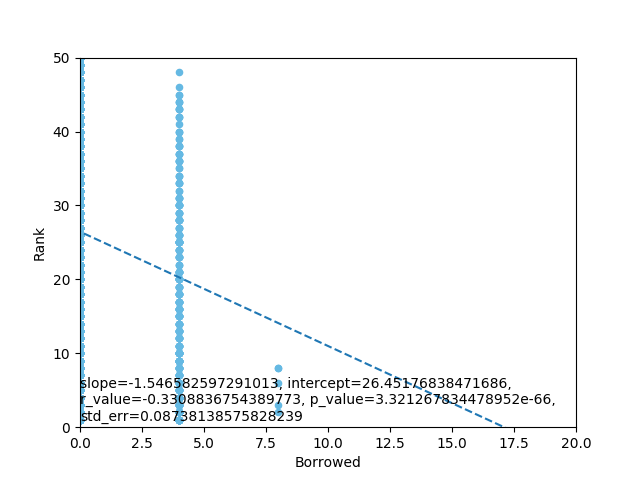 50
40
30
20
10
0
Rank
slope=-1.546582597291013, intercept=26.45176838471686,
r_value=-0.3308836754389773, p_value=3.321267834478952e-66,
std_err=0.08738138575828239
0.0 2.5 5.0 7.5 10.0 12.5 15.0 17.5 20.0
Borrowed